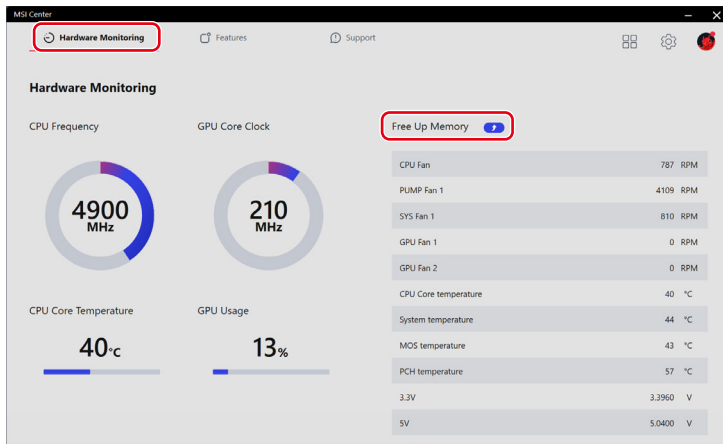 MSI Center
Hardware Monitoring
Features
Support
Hardware Monitoring
CPU Frequency
GPU Core Clock
4900
MHz
210
MHz
CPU Core Temperature
GPU Usage
40°C
13%
Free Up Memory
CPU Fan 787 RPM
PUMP Fan 1 4109 RPM
SYS Fan 1 810 RPM
GPU Fan 1 0 RPM
GPU Fan 2 0 RPM
CPU Core temperature 40 °C
System temperature 44 °C
MOS temperature 43 °C
PCH temperature 57 °C
3.3V 3.3960 V
5V 5.0400 V